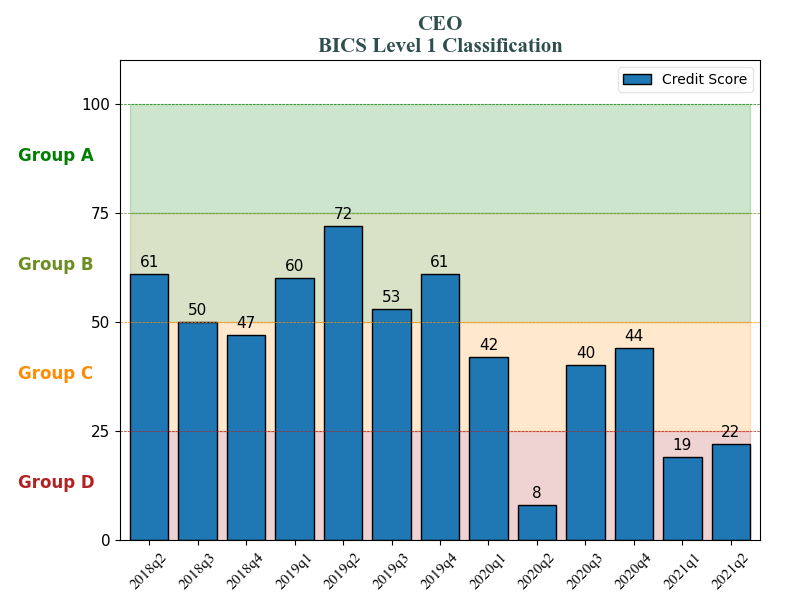 CEO
BICS Level 1 Classification
Credit Score
100
Group A
75
72
61
60
61
Group B
53
50
50
47
44
42
40
Group C
25
22
19
Group D
8
0
2018q2 2018q3 2018q4 2019q1 2019q2 2019q3 2019q4 2020q1 2020q2 2020q3 2020q4 2021q1 2021q2